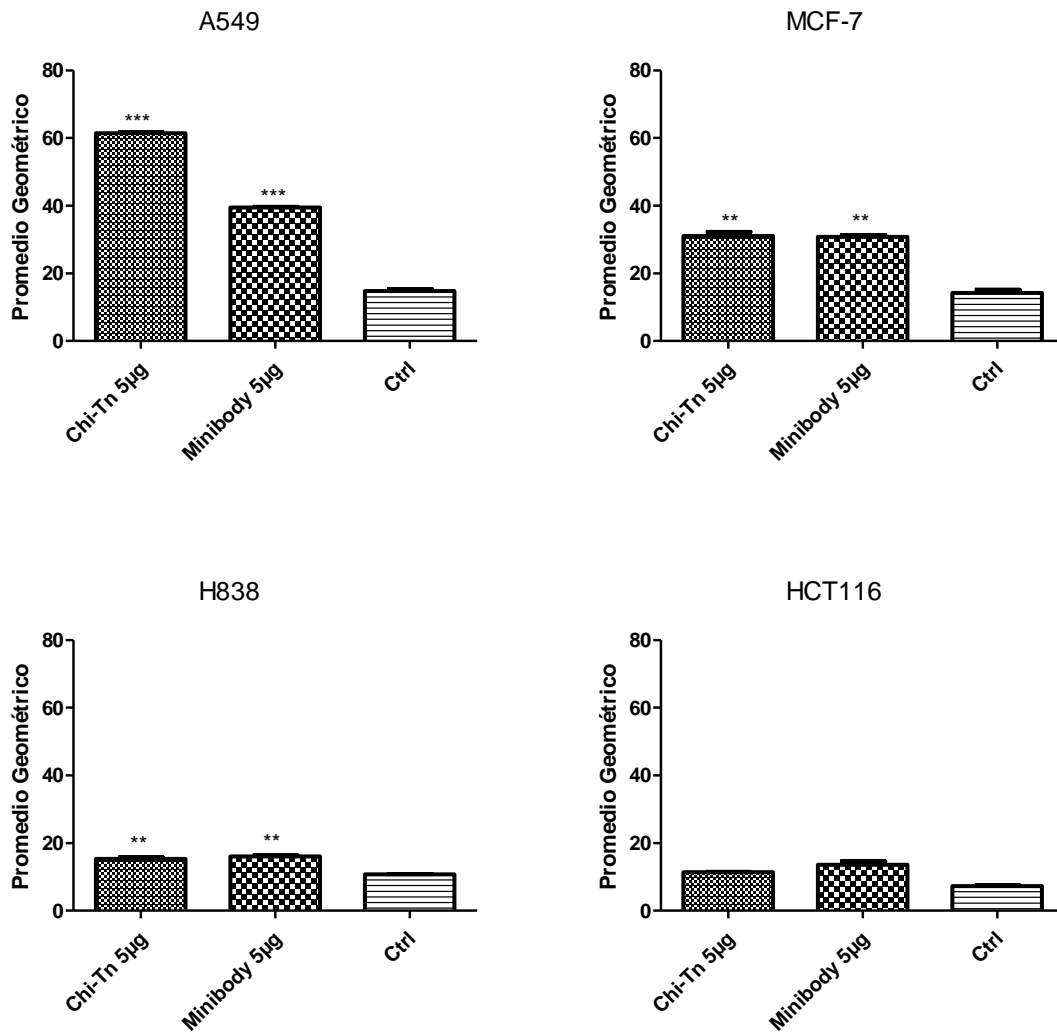 A549
Promedio Geométrico
80
60
40
20
0
***
***
Chi-Tn 5µg
Minibody 5µg
Ctrl
MCF-7
Promedio Geométrico
80
60
40
20
0
**
**
Chi-Tn 5µg
Minibody 5µg
Ctrl
H838
Promedio Geométrico
80
60
40
20
0
**
**
Chi-Tn 5µg
Minibody 5µg
Ctrl
HCT116
Promedio Geométrico
80
60
40
20
0
Chi-Tn 5µg
Minibody 5µg
Ctrl